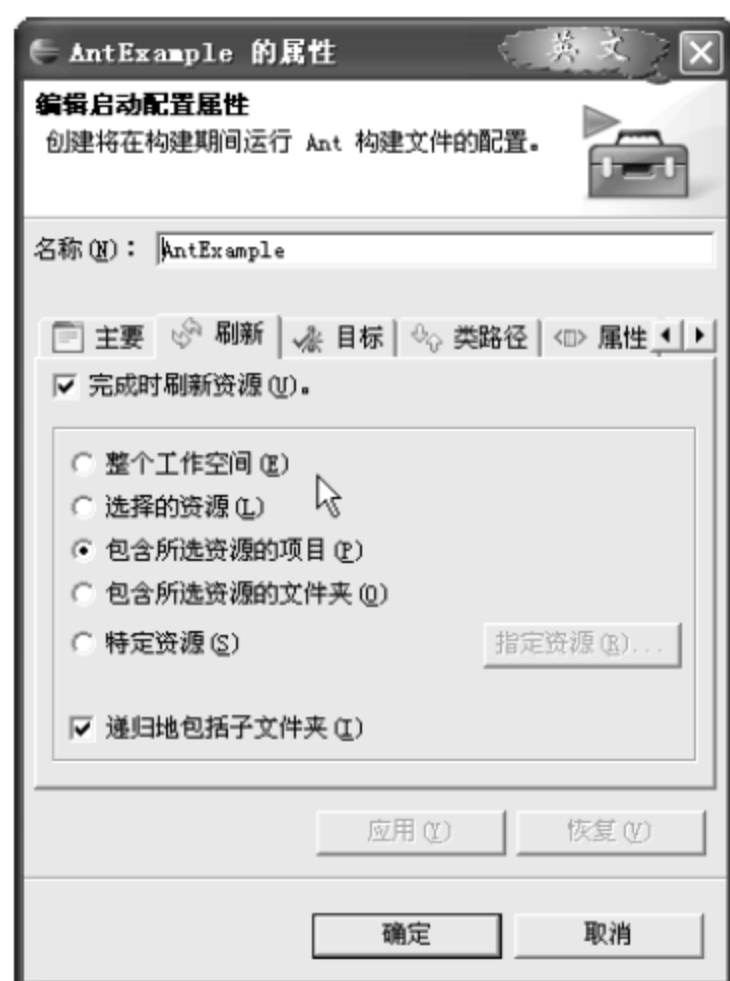 AntExample 的属性 英文
编辑启动配置属性
创建将在构建期间运行 Ant 构建文件的配置。
名称(N): AntExample
主要 刷新 目标 类路径 属性
完成时刷新资源(U)。
整个工作空间(E)
选择的资源(L)
包含所选资源的项目(P)
包含所选资源的文件夹(O)
特定资源(S) 指定资源(R)...
递归地包括子文件夹(I)
应用(Y) 恢复(V)
确定 取消